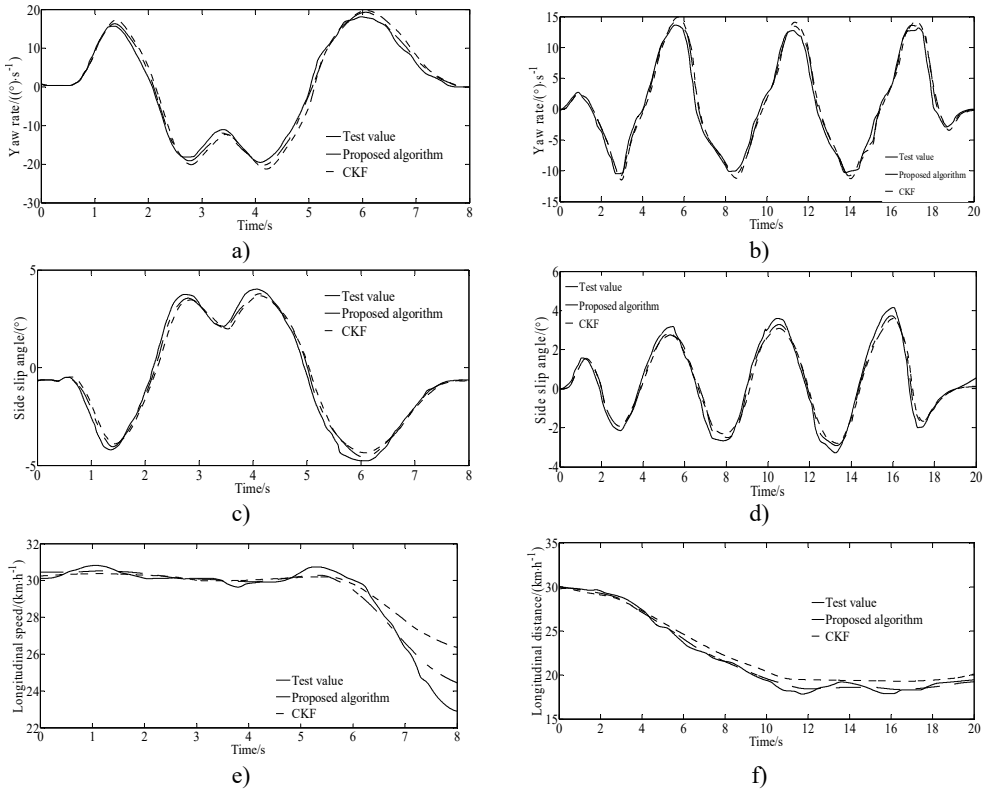 20
10
0
-10
-20
-30
Yaw rate/((°)·s⁻¹)
Test value
Proposed algorithm
CKF
0 1 2 3 4 5 6 7 8
Time/s
a)
15
10
5
0
-5
-10
-15
Yaw rate/((°)·s⁻¹)
Test value
Proposed algorithm
CKF
0 2 4 6 8 10 12 14 16 18 20
Time/s
b)
5
0
-5
Side slip angle/(°)
Test value
Proposed algorithm
CKF
0 1 2 3 4 5 6 7 8
Time/s
c)
6
4
2
0
-2
-4
Side slip angle/(°)
Test value
Proposed algorithm
CKF
0 2 4 6 8 10 12 14 16 18 20
Time/s
d)
32
30
28
26
24
22
Longitudinal speed/(km·h⁻¹)
Test value
Proposed algorithm
CKF
0 1 2 3 4 5 6 7 8
Time/s
e)
35
30
25
20
15
Longitudinal distance/(km·h⁻¹)
Test value
Proposed algorithm
CKF
0 2 4 6 8 10 12 14 16 18 20
Time/s
f)